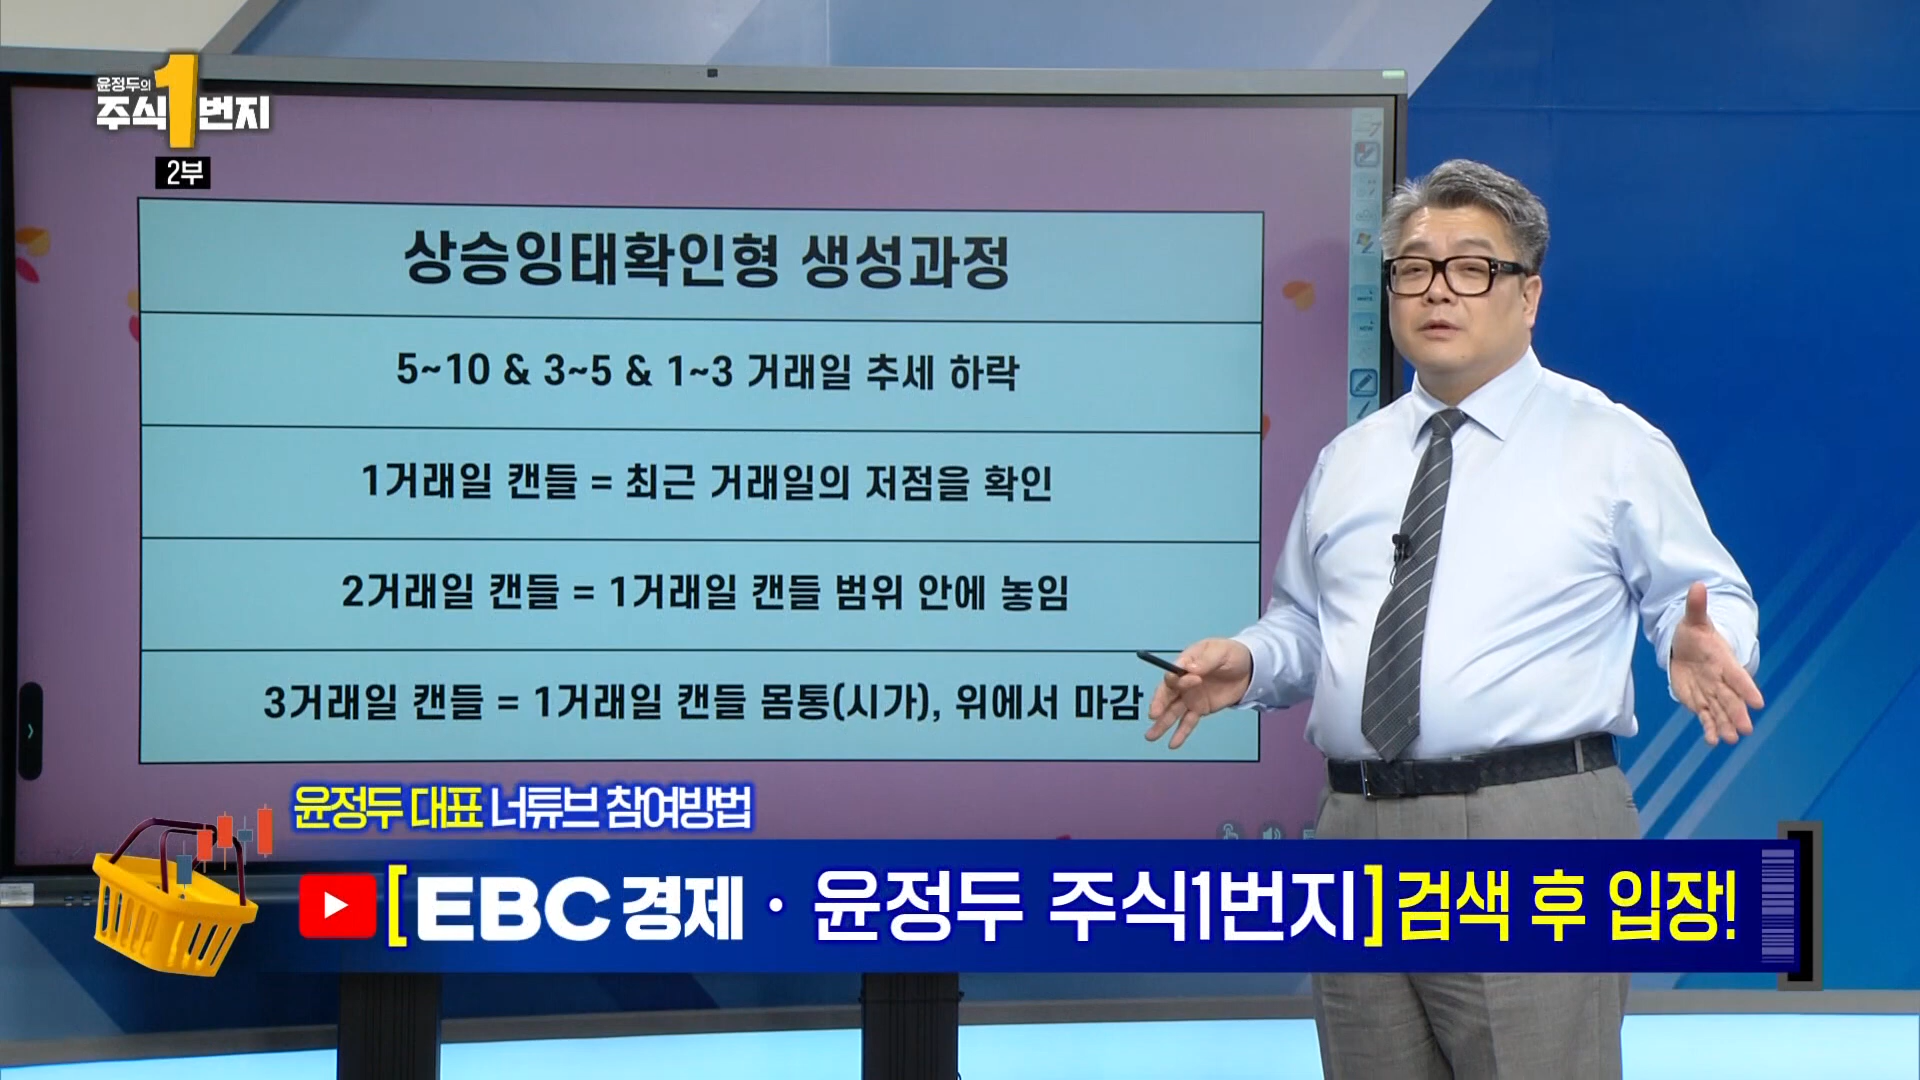 윤정두의
주식1번지
2부
상승잉태확인형 생성과정
5~10 & 3~5 & 1~3 거래일 추세 하락
1거래일 캔들 = 최근 거래일의 저점을 확인
2거래일 캔들 = 1거래일 캔들 범위 안에 놓임
3거래일 캔들 = 1거래일 캔들 몸통(시가), 위에서 마감
윤정두 대표 너튜브 참여방법
[EBC 경제 · 윤정두 주식1번지] 검색 후 입장!